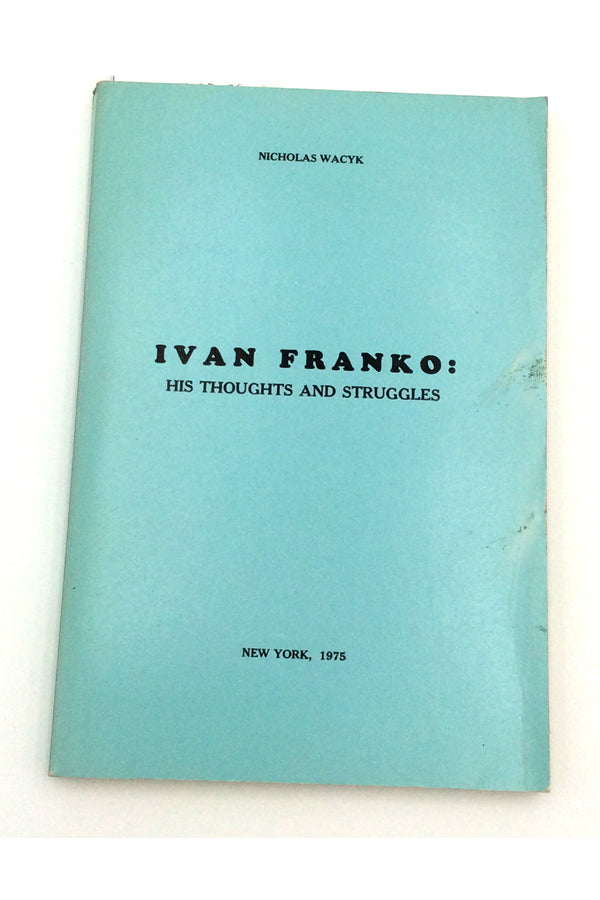 NICHOLAS WACYK
IVAN FRANKO:
HIS THOUGHTS AND STRUGGLES
NEW YORK, 1975